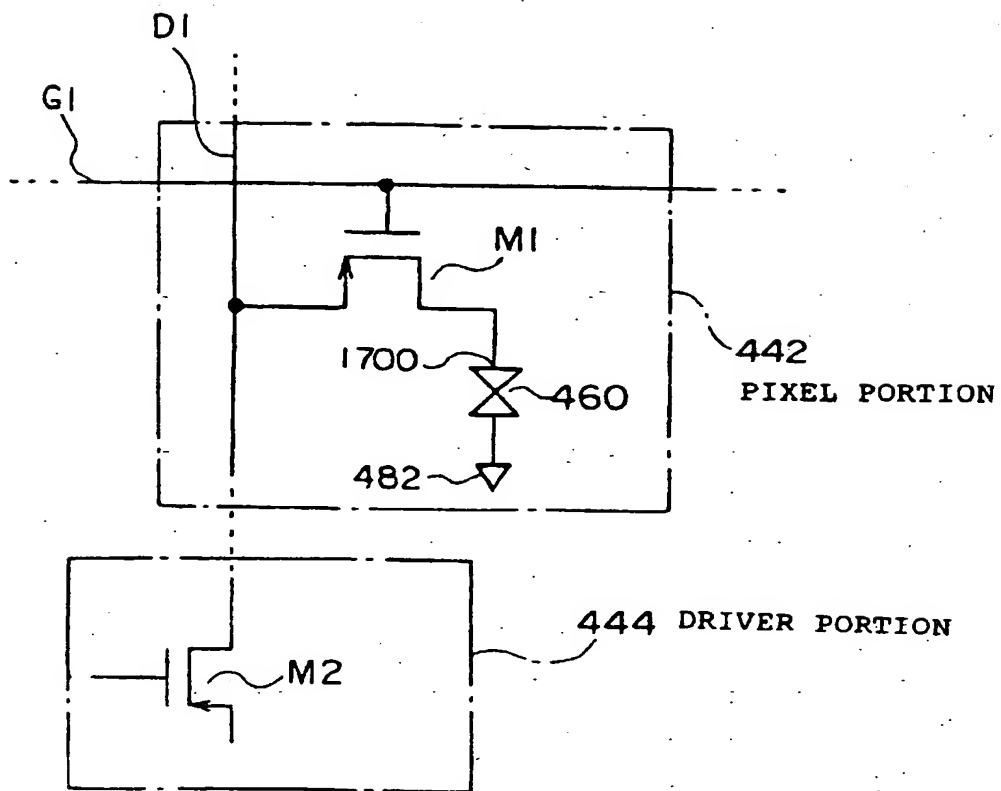 D1
G1
M1
442
PIXEL PORTION
1700
460
482
444 DRIVER PORTION
M2